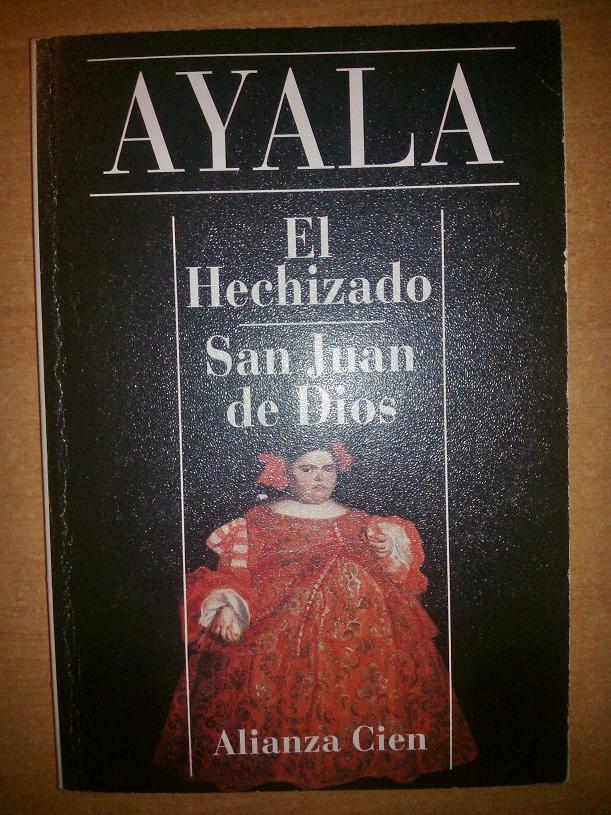 AYALA
El
Hechizado
San Juan
de Dios
Alianza Cien